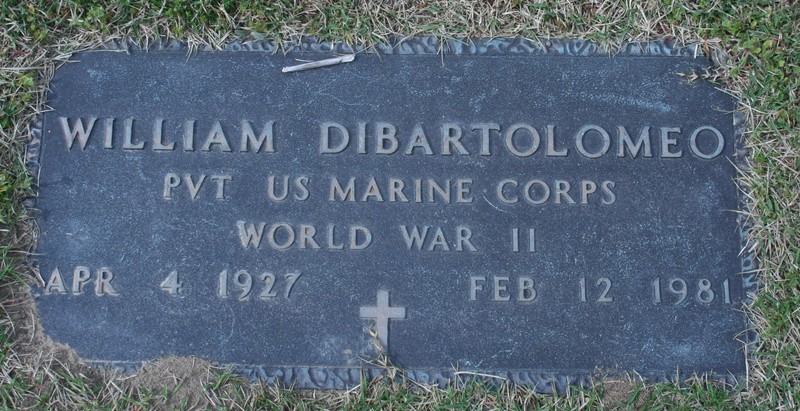 WILLIAM DIBARTOLOMEO
PVT US MARINE CORPS
WORLD WAR II
APR 4 1927 FEB 12 1981